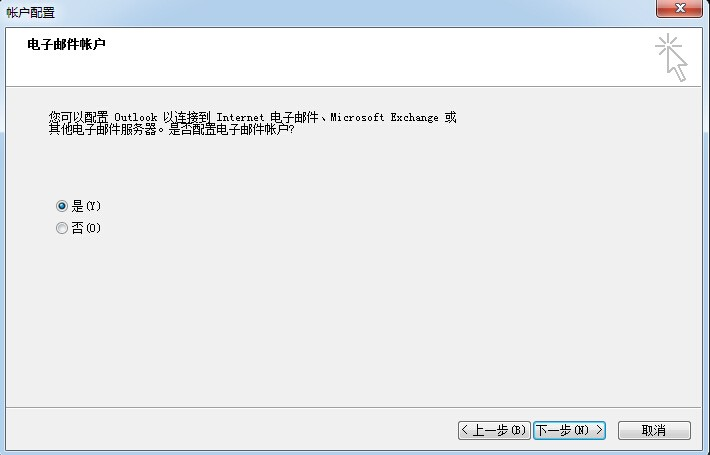 帐户配置
电子邮件帐户
您可以配置 Outlook 以连接到 Internet 电子邮件、Microsoft Exchange 或
其他电子邮件服务器。是否配置电子邮件帐户?
是(Y)
否(O)
< 上一步(B) 下一步(N) > 取消